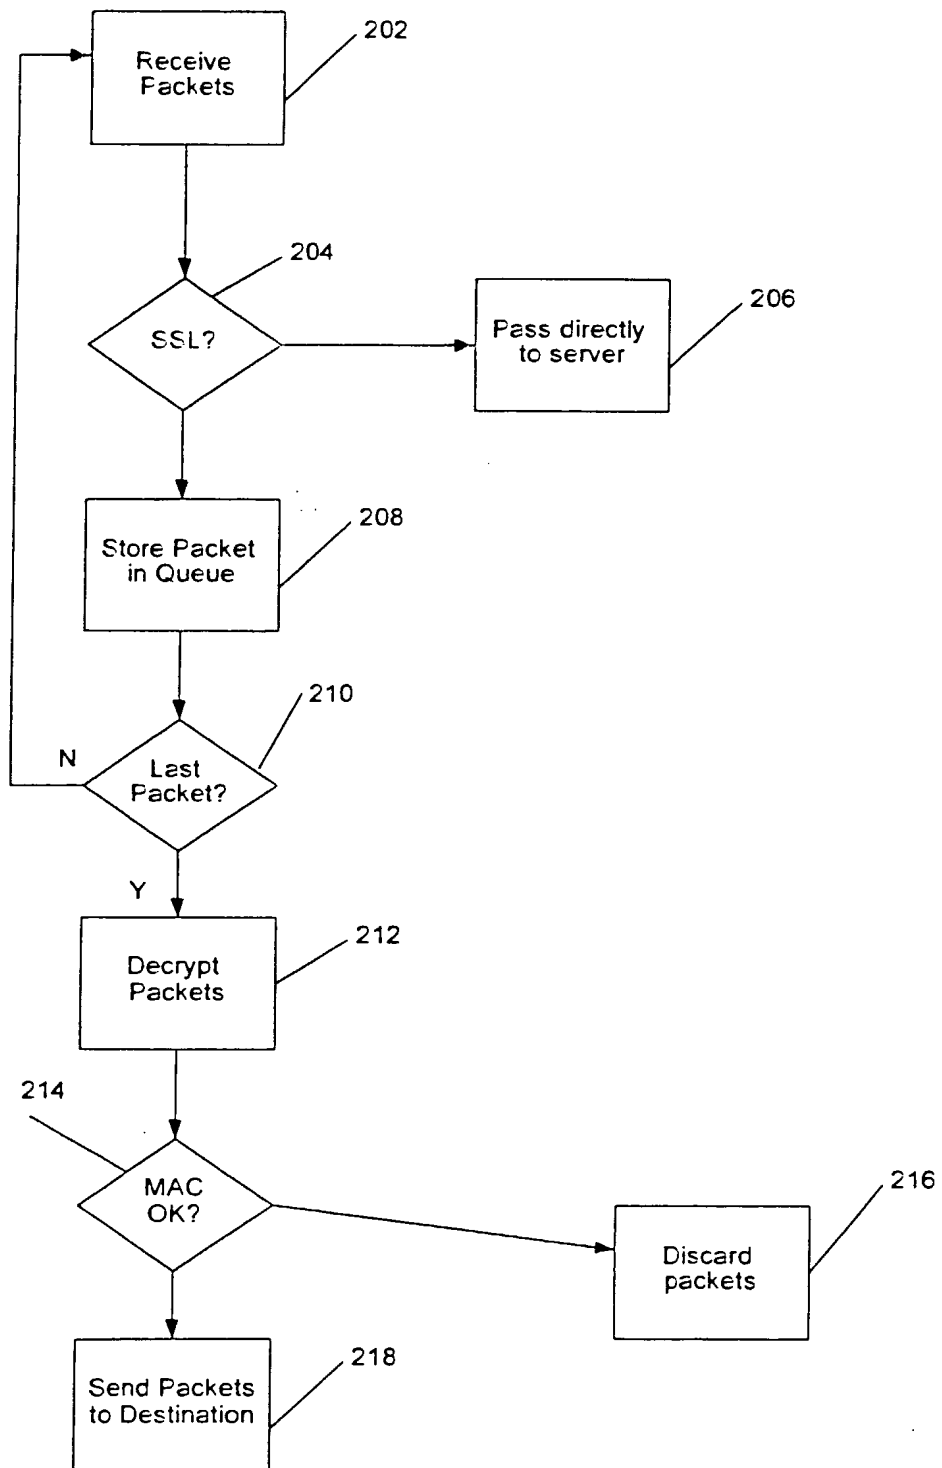 202
Receive
Packets
204
SSL?
206
Pass directly
to server
208
Store Packet
in Queue
210
N
Last
Packet?
Y
212
Decrypt
Packets
214
MAC
OK?
216
Discard
packets
218
Send Packets
to Destination